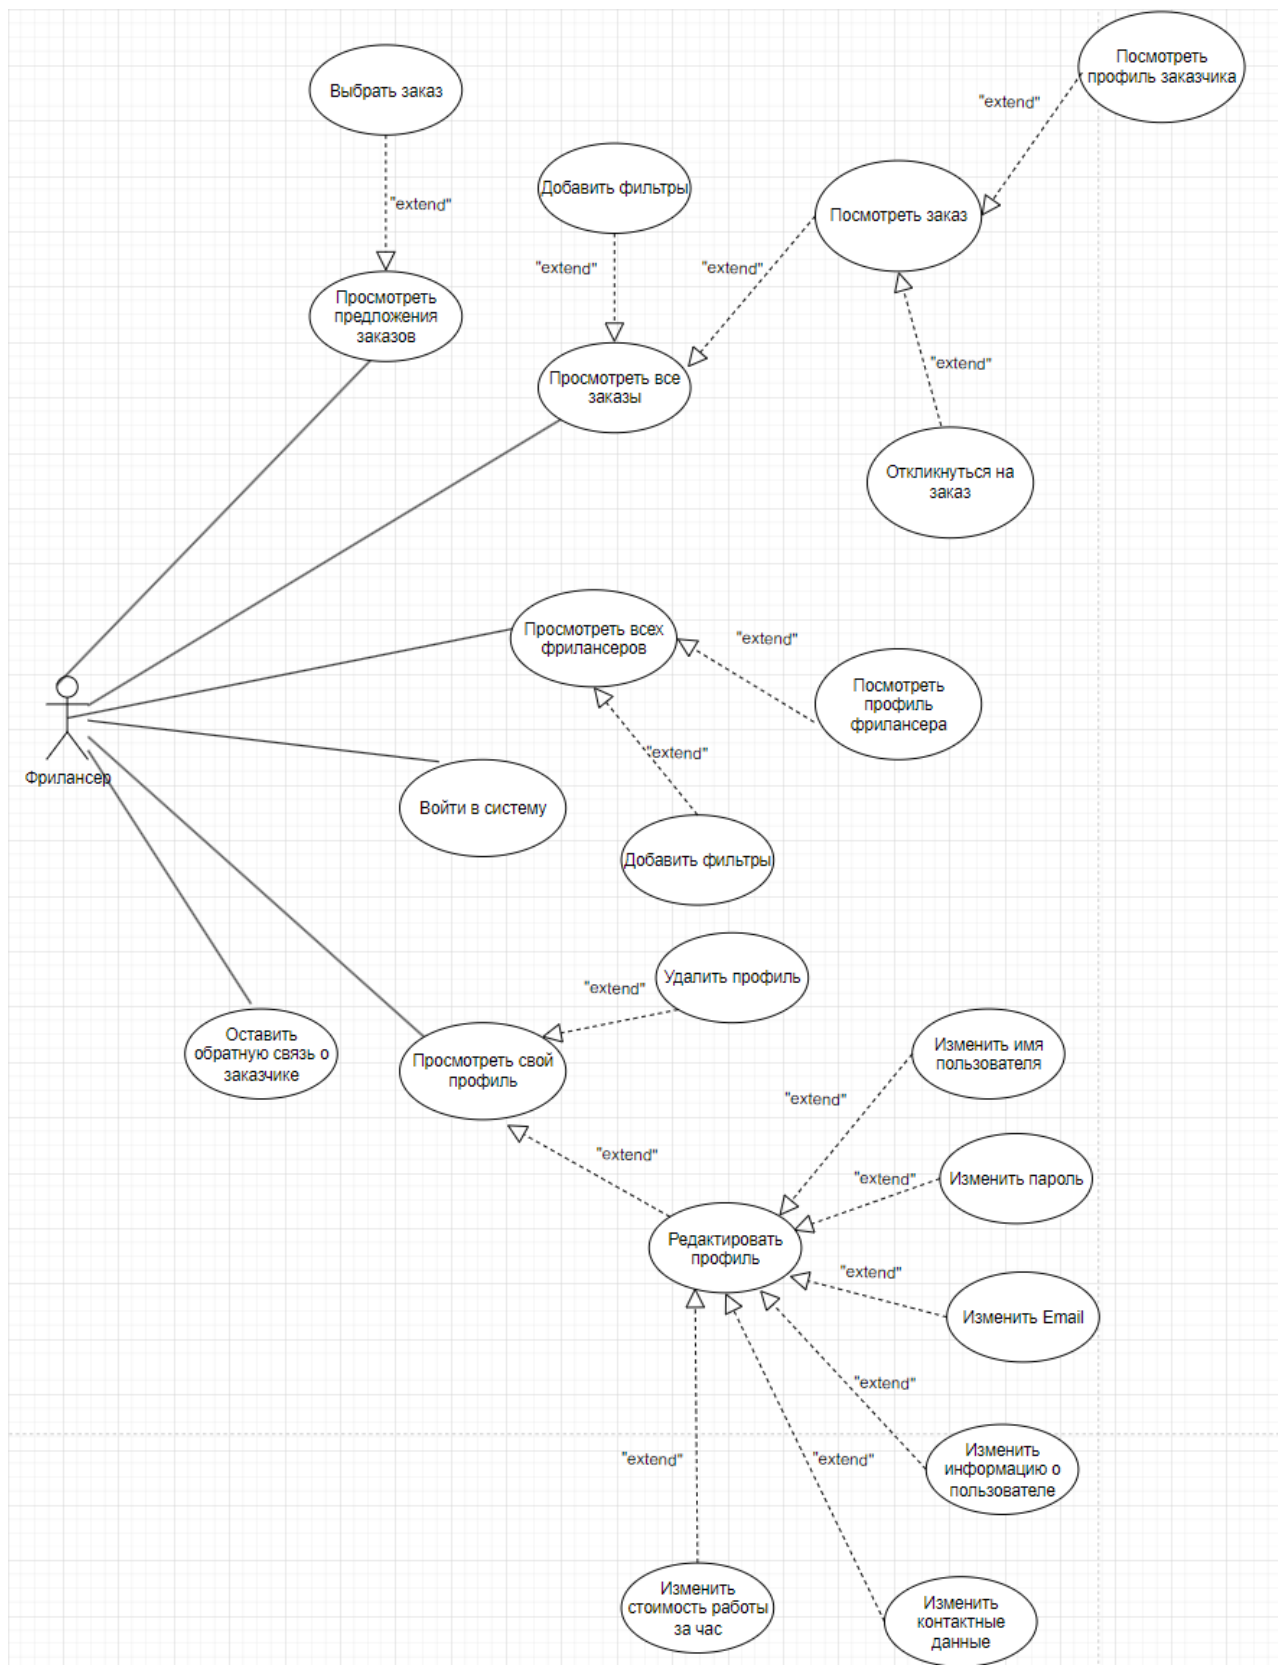 Посмотреть
профиль заказчика
Выбрать заказ
"extend"
Добавить фильтры
"extend"
Посмотреть заказ
"extend"
"extend"
Просмотреть
предложения
заказов
"extend"
Просмотреть все
заказы
Откликнуться на
заказ
Просмотреть всех
фрилансеров
"extend"
Посмотреть
профиль
фрилансера
"extend"
Фрилансер
Войти в систему
Добавить фильтры
Удалить профиль
"extend"
Оставить
обратную связь о
заказчике
Просмотреть свой
профиль
Изменить имя
пользователя
"extend"
"extend"
Изменить пароль
"extend"
Редактировать
профиль
"extend"
Изменить Email
"extend"
Изменить
информацию о
пользователе
"extend"
"extend"
Изменить
стоимость работы
за час
Изменить
контактные
данные